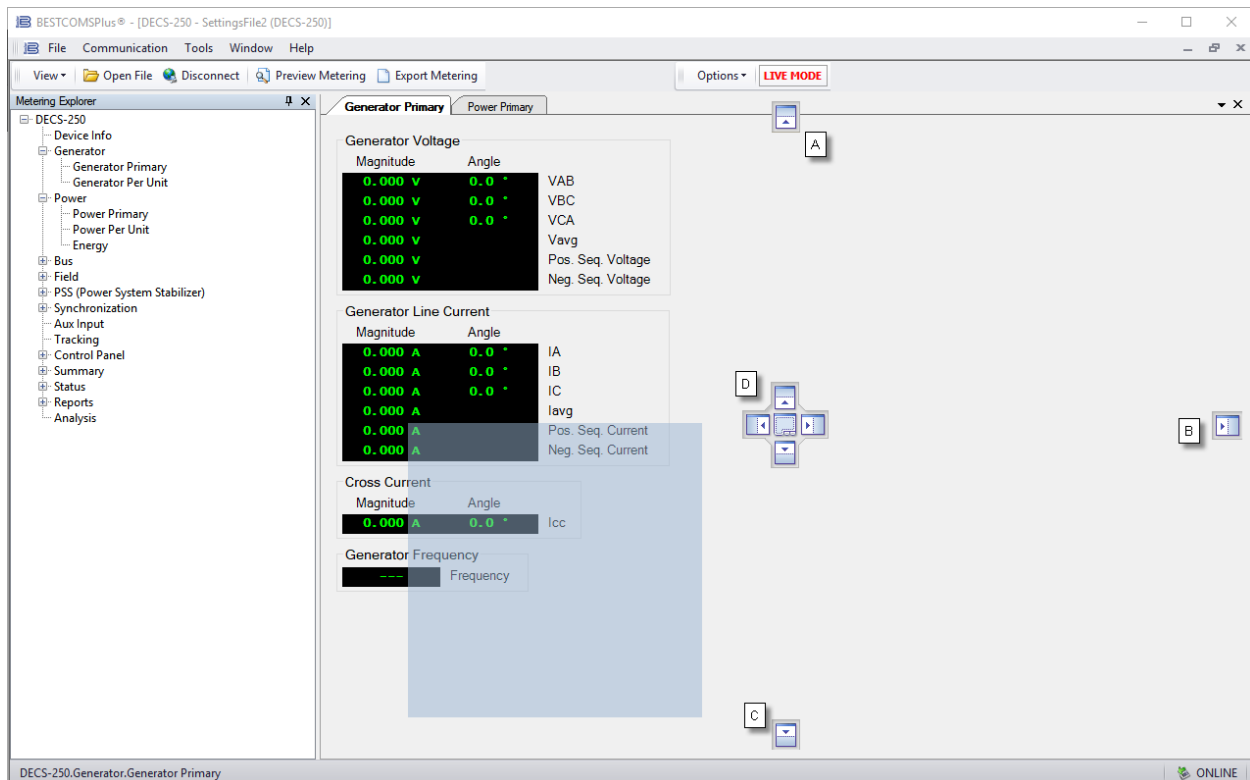 BESTCOMSPlus® - [DECS-250 - SettingsFile2 (DECS-250)]
File Communication Tools Window Help
View Open File Disconnect Preview Metering Export Metering Options LIVE MODE
Metering Explorer
DECS-250
Device Info
Generator
Generator Primary
Generator Per Unit
Power
Power Primary
Power Per Unit
Energy
Bus
Field
PSS (Power System Stabilizer)
Synchronization
Aux Input
Tracking
Control Panel
Summary
Status
Reports
Analysis
Generator Primary Power Primary
A
Generator Voltage
Magnitude Angle
0.000 V 0.0 ° VAB
0.000 V 0.0 ° VBC
0.000 V 0.0 ° VCA
0.000 V Vavg
0.000 V Pos. Seq. Voltage
0.000 V Neg. Seq. Voltage
Generator Line Current
Magnitude Angle
0.000 A 0.0 ° IA
0.000 A 0.0 ° IB
0.000 A 0.0 ° IC
0.000 A Iavg
0.000 A Pos. Seq. Current
0.000 A Neg. Seq. Current
D
B
Cross Current
Magnitude Angle
0.000 A 0.0 ° Icc
Generator Frequency
--- Frequency
C
DECS-250.Generator.Generator Primary ONLINE